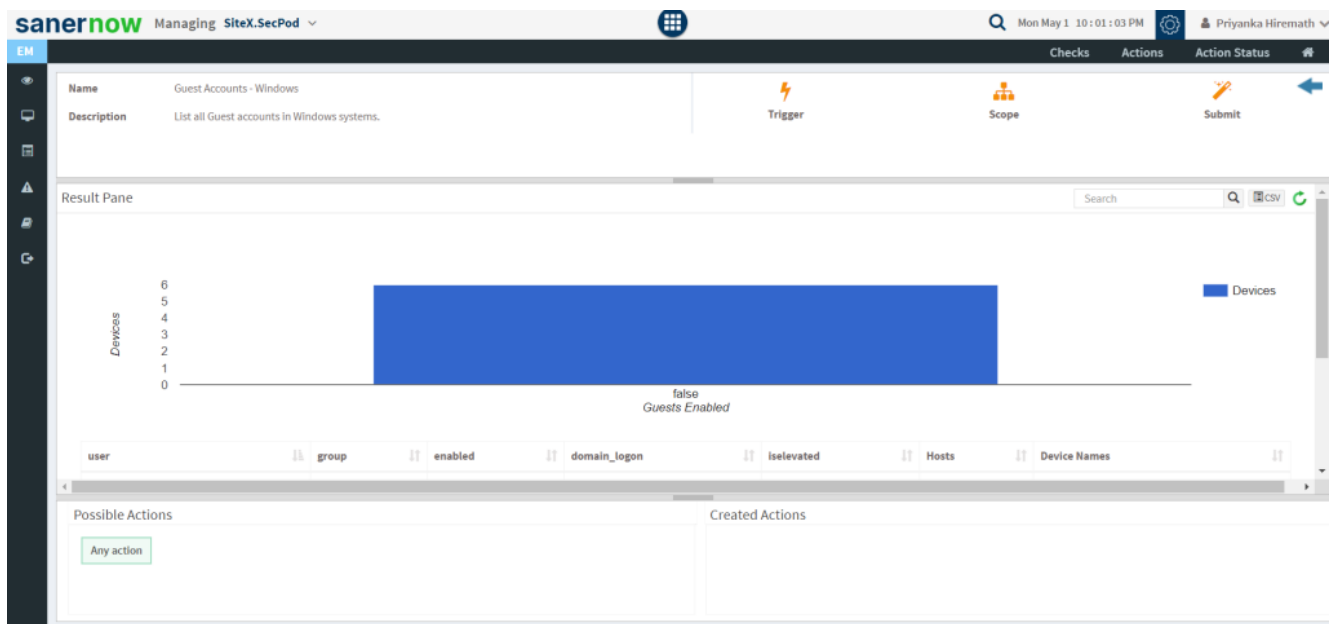 sanernow Managing SiteX.SecPod Mon May 1 10:01:03 PM Priyanka Hiremath
EM Checks Actions Action Status
Name Guest Accounts - Windows
Description List all Guest accounts in Windows systems.
Trigger Scope Submit
Result Pane Search CSV
6
5
4
3
2
1
0
Devices
Devices
false
Guests Enabled
user group enabled domain_logon iselevated Hosts Device Names
Possible Actions Created Actions
Any action